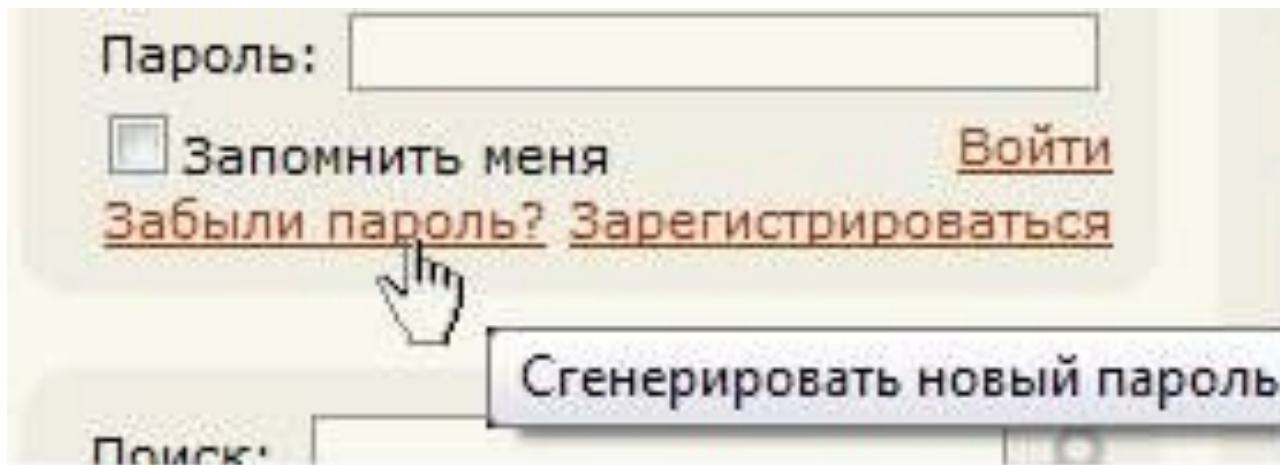 Пароль:
Запомнить меня Войти
Забыли пароль? Зарегистрироваться
Сгенерировать новый пароль
Поиск: